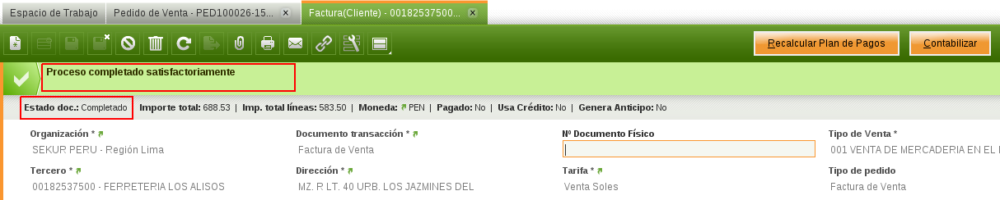 Espacio de Trabajo Pedido de Venta - PED100026-15... Factura(Cliente) - 00182537500...
Recalcular Plan de Pagos Contabilizar
Proceso completado satisfactoriamente
Estado doc.: Completado Importe total: 688.53 | Imp. total líneas: 583.50 | Moneda: PEN | Pagado: No | Usa Crédito: No | Genera Anticipo: No
Organización * Documento transacción * Nº Documento Físico Tipo de Venta *
SEKUR PERU - Región Lima Factura de Venta 001 VENTA DE MERCADERIA EN EL
Tercero * Dirección * Tarifa * Tipo de pedido
00182537500 - FERRETERIA LOS ALISOS MZ. R LT. 40 URB. LOS JAZMINES DEL Venta Soles Factura de Venta